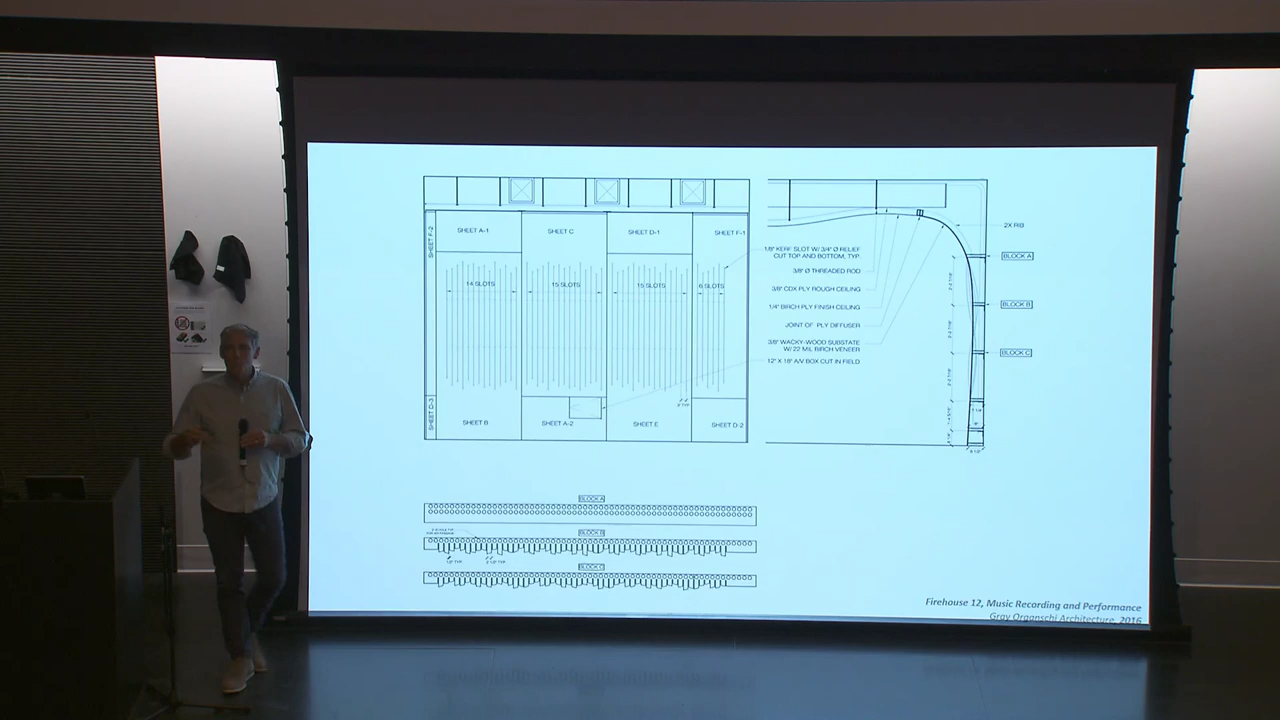 SHEET F-2
SHEET A-1
SHEET C
SHEET D-1
SHEET F-1
14 SLOTS
15 SLOTS
15 SLOTS
6 SLOTS
SHEET D-3
SHEET B
SHEET A-2
SHEET E
SHEET D-2
1/8" KERF SLOT W/ 3/4" Ø RELIEF
CUT TOP AND BOTTOM, TYP.
3/8" Ø THREADED ROD
3/8" CDX PLY ROUGH CEILING
1/4" BIRCH PLY FINISH CEILING
JOINT OF PLY DIFFUSER
3/8" WACKY-WOOD SUBSTATE
W/ 22 MIL BIRCH VENEER
12" X 18" A/V BOX CUT IN FIELD
2X RIB
BLOCK A
BLOCK B
BLOCK C
BLOCK A
BLOCK B
BLOCK C
Firehouse 12, Music Recording and Performance
Gray Organschi Architecture, 2016